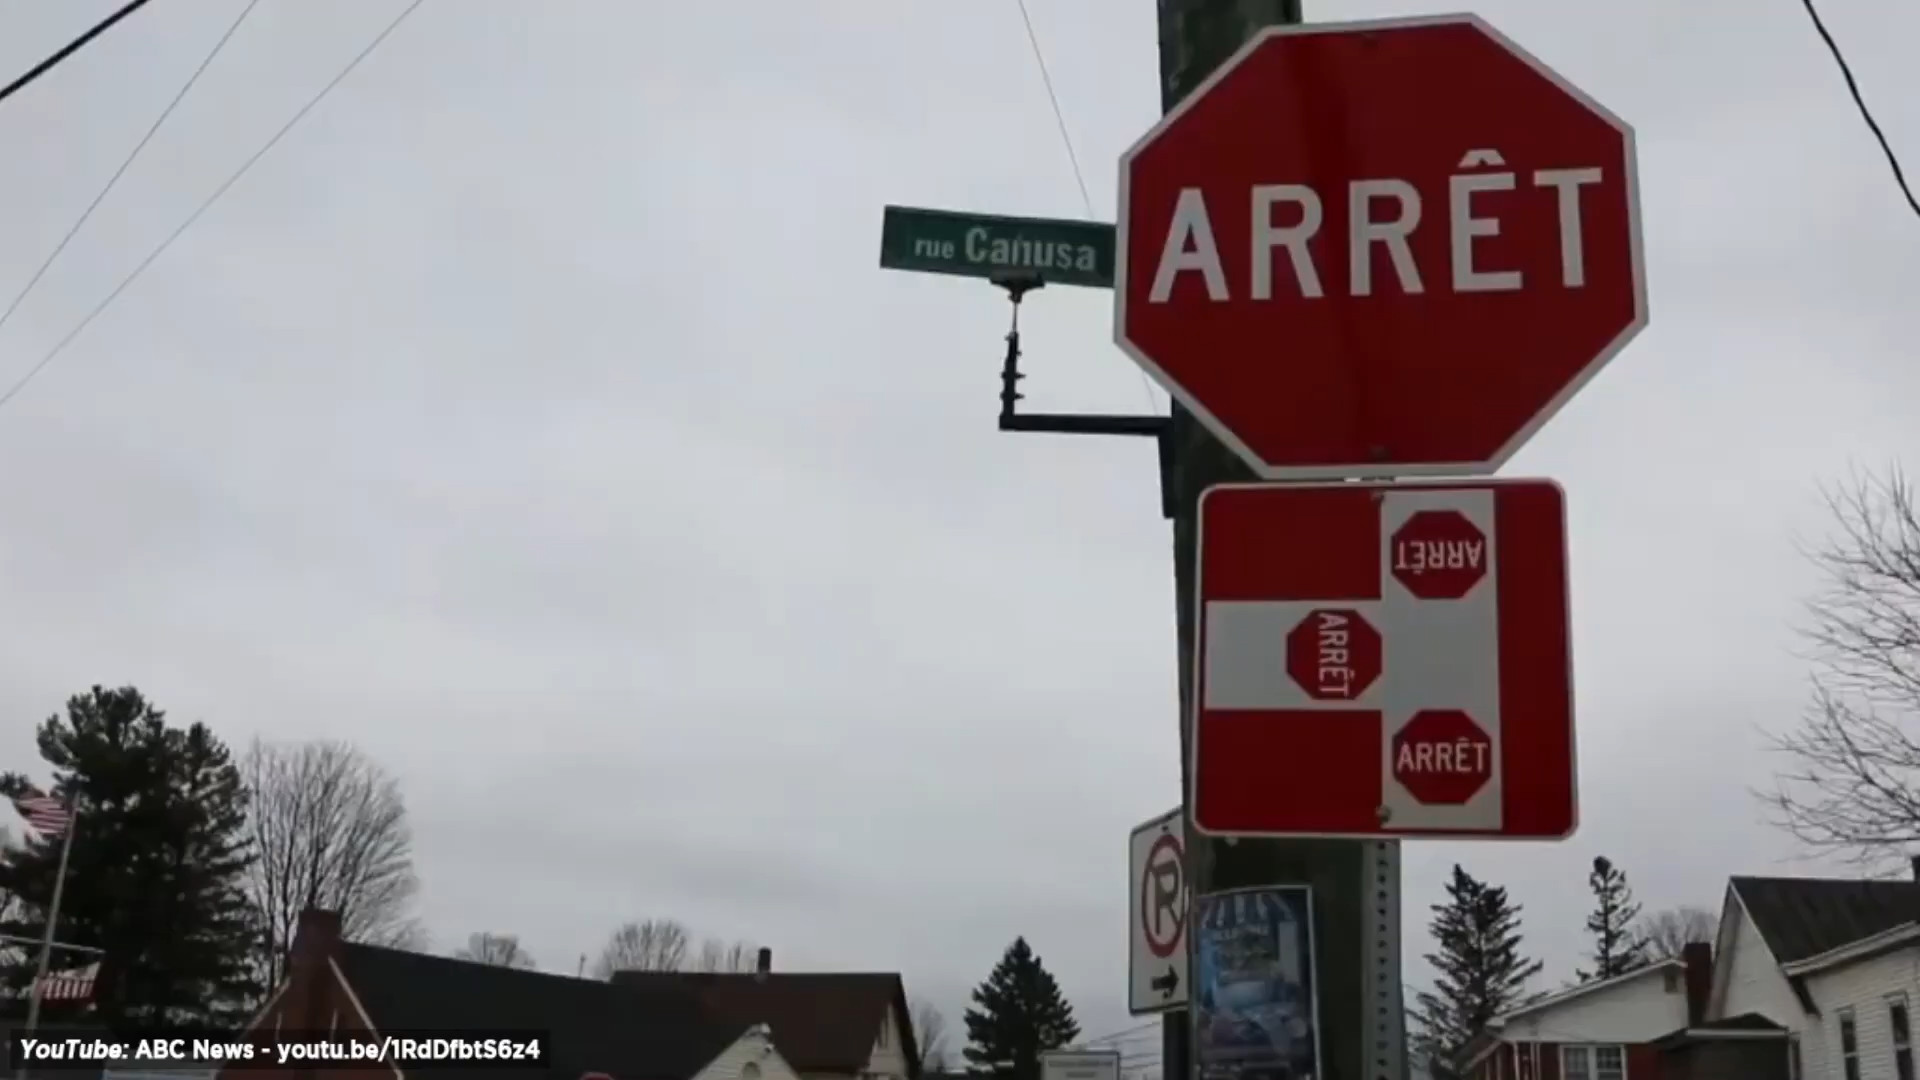 ARRÊT
rue Canusa
ARRÊT
ARRÊT
ARRÊT
P
YouTube: ABC News - youtu.be/1RdDfbtS6z4